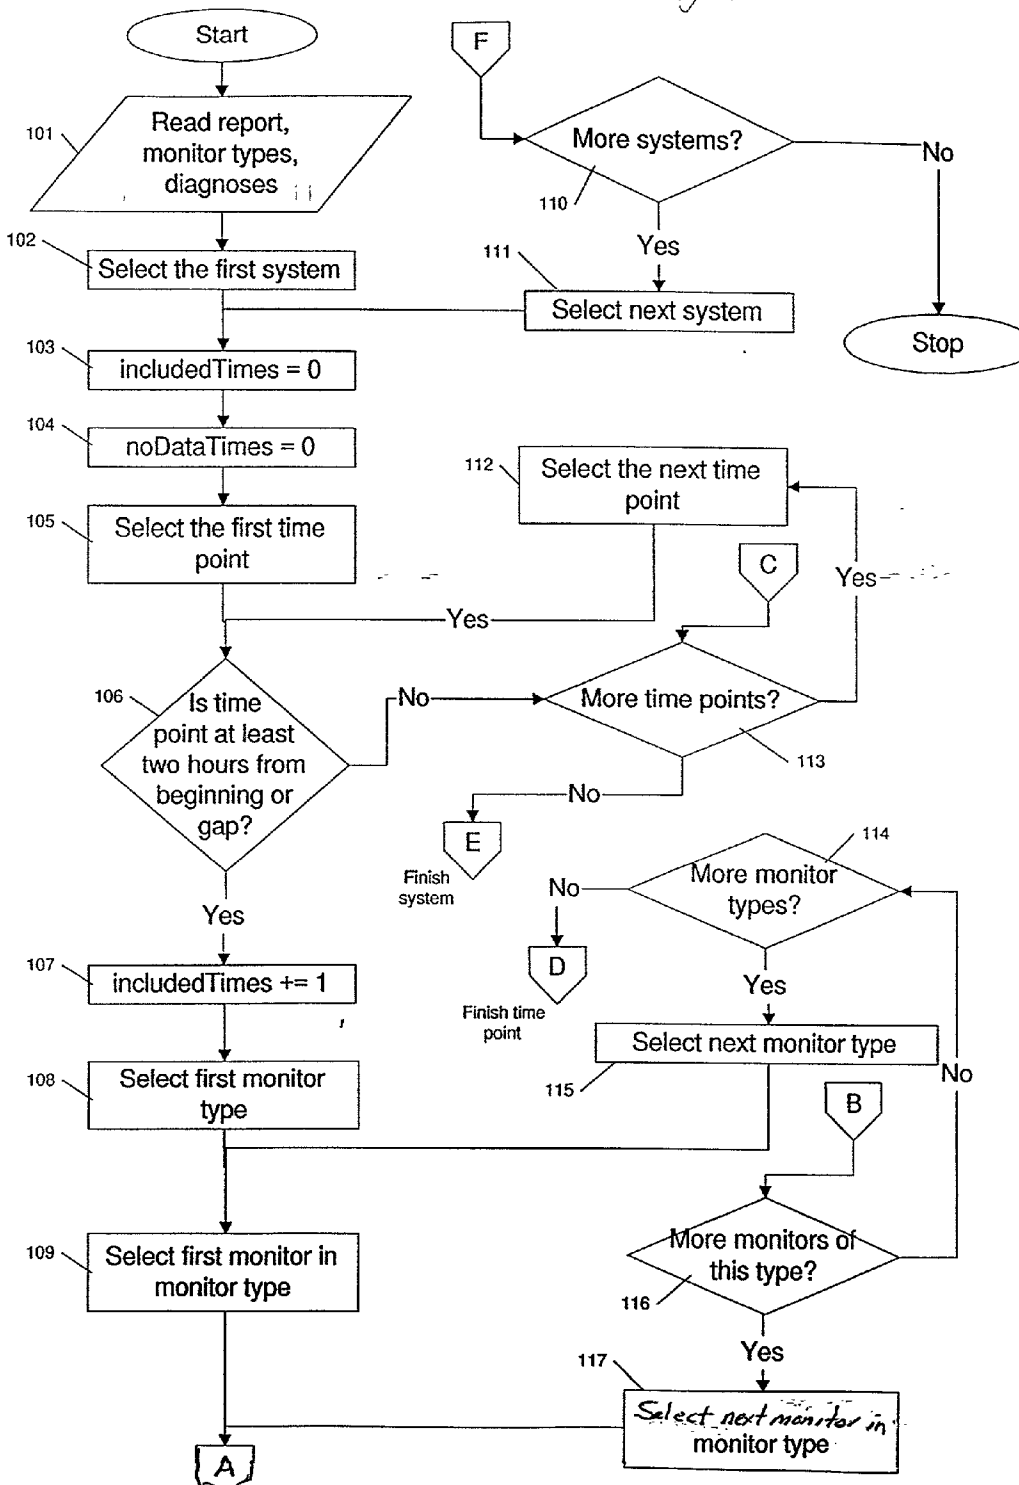 Start
101
Read report,
monitor types,
diagnoses
102
Select the first system
103
includedTimes = 0
104
noDataTimes = 0
105
Select the first time
point
106
Is time
point at least
two hours from
beginning or
gap?
No
Yes
107
includedTimes += 1
108
Select first monitor
type
109
Select first monitor in
monitor type
A
F
More systems?
110
No
Yes
111
Select next system
Stop
112
Select the next time
point
C
Yes
Yes
More time points?
113
No
E
Finish
system
114
More monitor
types?
No
D
Finish time
point
Yes
Select next monitor type
115
No
B
More monitors of
this type?
116
Yes
117
Select next monitor in
monitor type